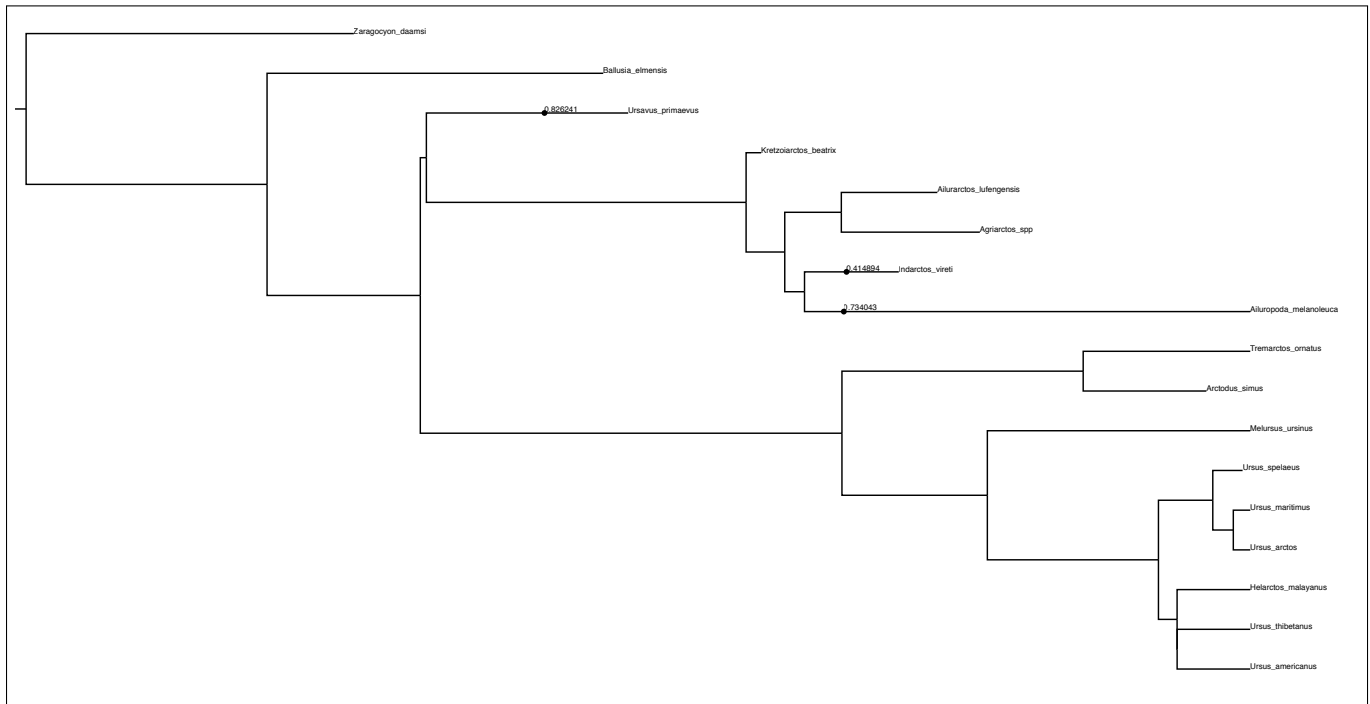 Zaragocyon_daamsi
Ballusia_elmensis
0.826241 Ursavus_primaevus
Kretzoiarctos_beatrix
Ailurarctos_lufengensis
Agriarctos_spp
0.414894 Indarctos_vireti
0.734043 Ailuropoda_melanoleuca
Tremarctos_ornatus
Arctodus_simus
Melursus_ursinus
Ursus_spelaeus
Ursus_maritimus
Ursus_arctos
Helarctos_malayanus
Ursus_thibetanus
Ursus_americanus